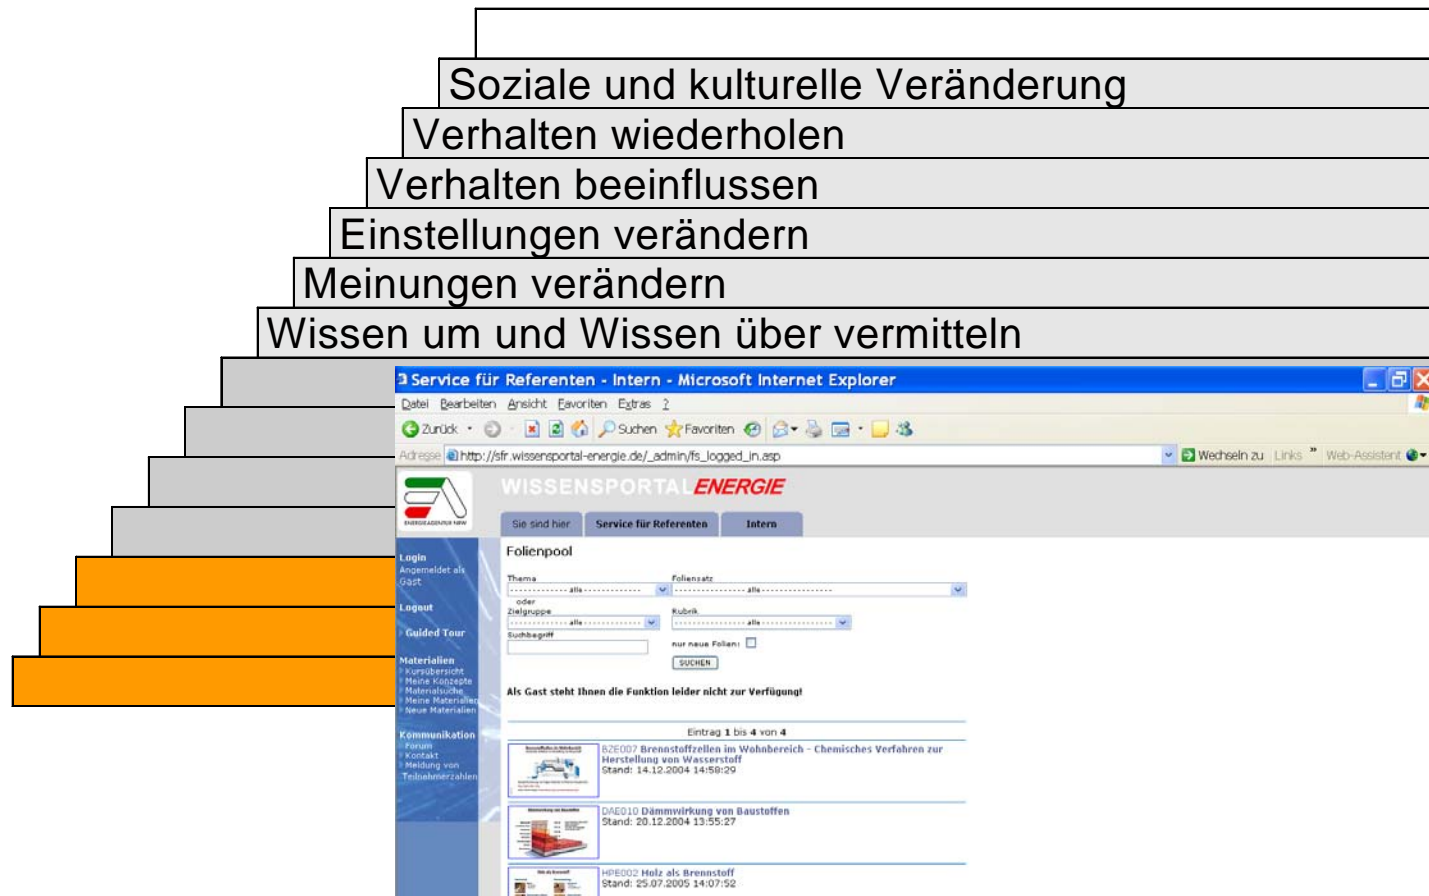 Soziale und kulturelle Veränderung
Verhalten wiederholen
Verhalten beeinflussen
Einstellungen verändern
Meinungen verändern
Wissen um und Wissen über vermitteln
Service für Referenten - Intern - Microsoft Internet Explorer
Datei Bearbeiten Ansicht Favoriten Extras ?
Zurück Suchen Favoriten
Adresse http://sfr.wissensportal-energie.de/_admin/fs_logged_in.asp Wechseln zu Links » Web-Assistent
WISSENSPORTAL ENERGIE
ENERGIEAGENTUR NRW
Sie sind hier Service für Referenten Intern
Login
Angemeldet als
Gast
Logout
Guided Tour
Materialien
Kursübersicht
Meine Konzepte
Materialsuche
Meine Materialien
Neue Materialien
Kommunikation
Forum
Kontakt
Meldung von
Teilnehmerzahlen
Folienpool
Thema Foliensatz
------------- alle ------------- ---------------- alle ----------------
oder
Zielgruppe Rubrik
------------- alle ------------- ---------------- alle ----------------
Suchbegriff
nur neue Folien:
SUCHEN
Als Gast steht Ihnen die Funktion leider nicht zur Verfügung!
Eintrag 1 bis 4 von 4
BZE007 Brennstoffzellen im Wohnbereich - Chemisches Verfahren zur
Herstellung von Wasserstoff
Stand: 14.12.2004 14:58:29
DAE010 Dämmwirkung von Baustoffen
Stand: 20.12.2004 13:55:27
HPE002 Holz als Brennstoff
Stand: 25.07.2005 14:07:52